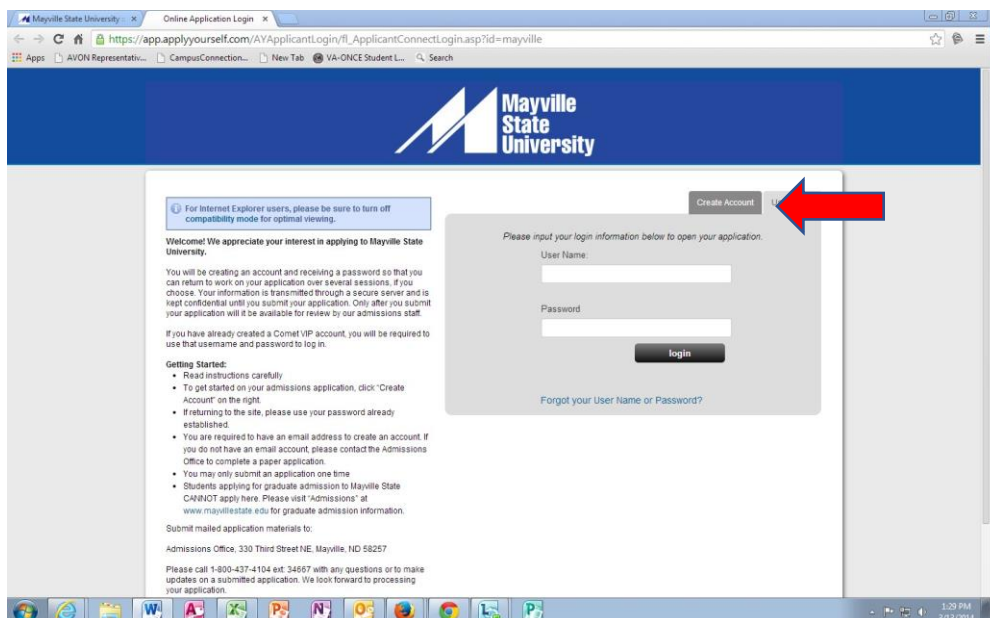 Mayville State University
Online Application Login
https://app.applyyourself.com/AYApplicantLogin/fl_ApplicantConnectLogin.asp?id=mayville
Apps AVON Representativ... CampusConnection... New Tab VA-ONCE Student L... Search
Mayville
State
University
For Internet Explorer users, please be sure to turn off
compatibility mode for optimal viewing.
Welcome! We appreciate your interest in applying to Mayville State
University.
You will be creating an account and receiving a password so that you
can return to work on your application over several sessions, if you
choose. Your information is transmitted through a secure server and is
kept confidential until you submit your application. Only after you submit
your application will it be available for review by our admissions staff.
If you have already created a Comet VIP account, you will be required to
use that username and password to log in.
Getting Started:
• Read instructions carefully
• To get started on your admissions application, click "Create
Account" on the right.
• If returning to the site, please use your password already
established.
• You are required to have an email address to create an account. If
you do not have an email account, please contact the Admissions
Office to complete a paper application.
• You may only submit an application one time
• Students applying for graduate admission to Mayville State
CANNOT apply here. Please visit "Admissions" at
www.mayvillestate.edu for graduate admission information.
Submit mailed application materials to:
Admissions Office, 330 Third Street NE, Mayville, ND 58257
Please call 1-800-437-4104 ext. 34667 with any questions or to make
updates on a submitted application. We look forward to processing
your application.
Create Account
Please input your login information below to open your application.
User Name:
Password
login
Forgot your User Name or Password?
1:29 PM